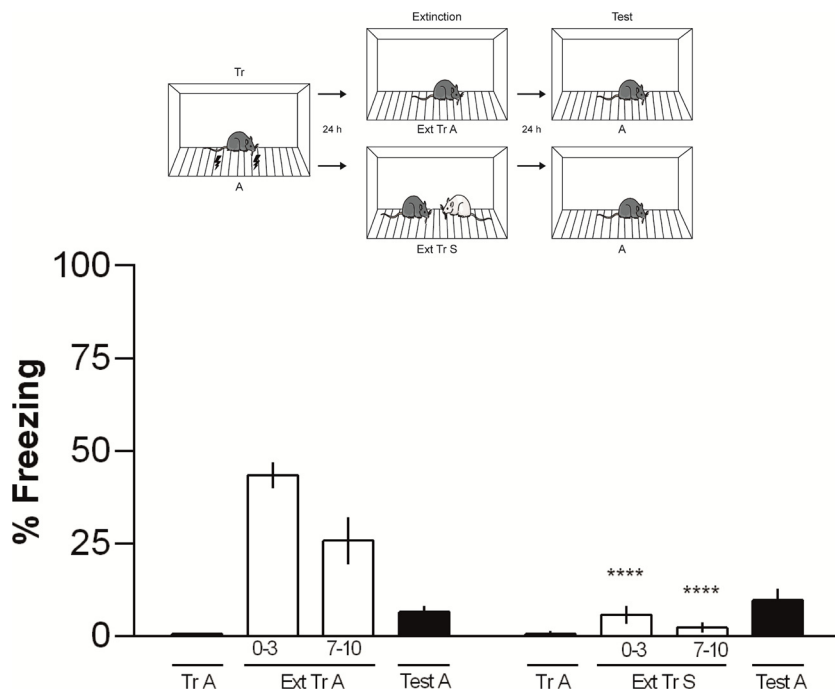 Extinction Test
Tr
24 h Ext Tr A 24 h A
A
Ext Tr S A
100
75
50
25
0
% Freezing
**** ****
0-3 7-10 0-3 7-10
Tr A Ext Tr A Test A Tr A Ext Tr S Test A